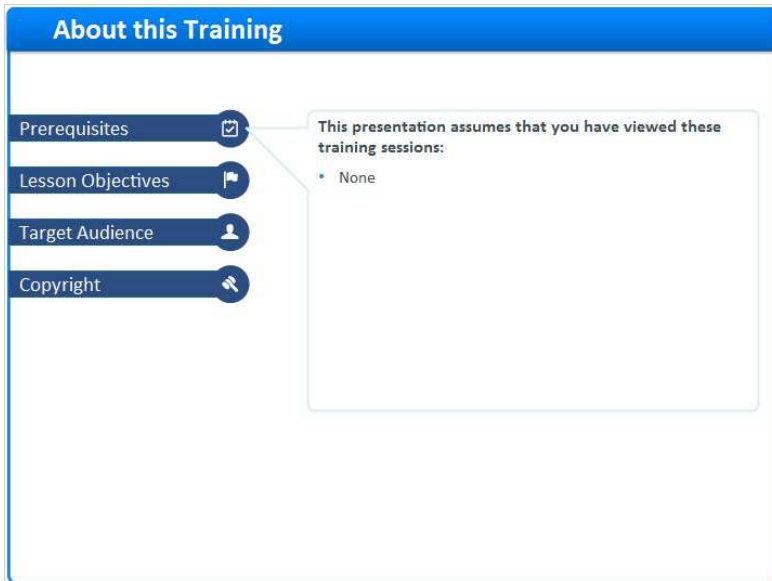 About this Training
Prerequisites
Lesson Objectives
Target Audience
Copyright
This presentation assumes that you have viewed these
training sessions:
• None